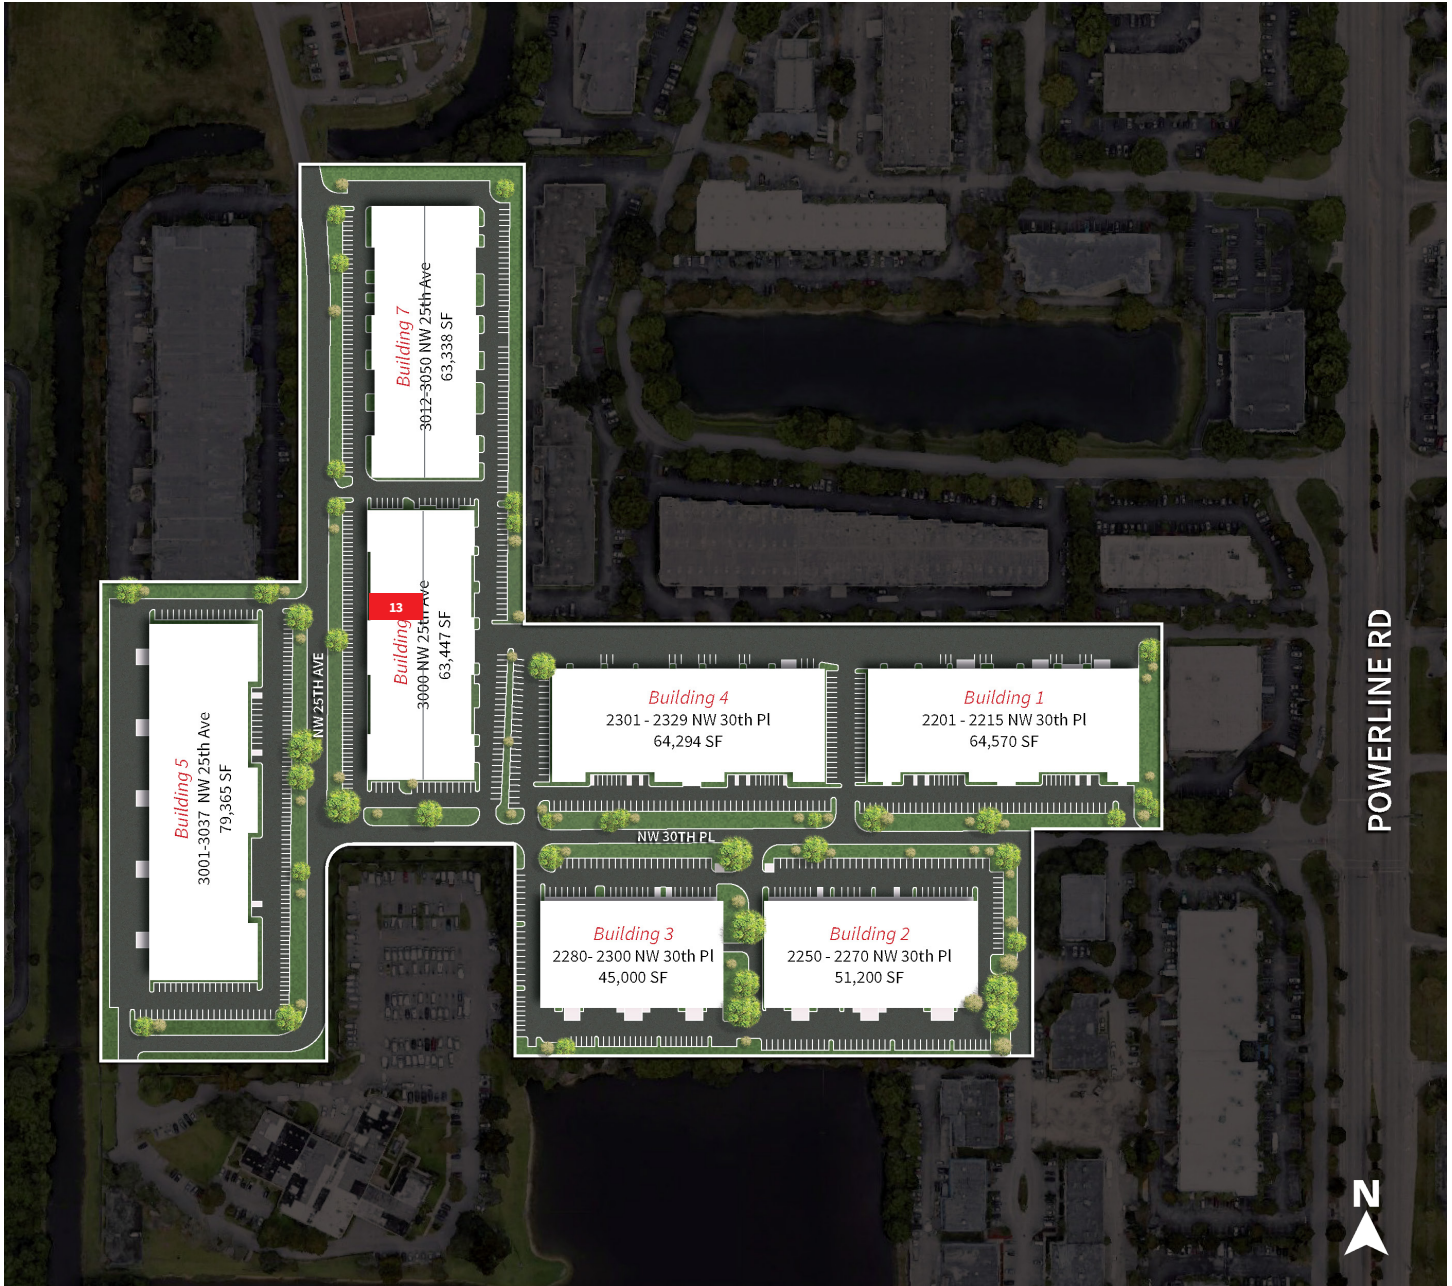 Building 7
3012-3050 NW 25th Ave
63,338 SF
13
Building
3000 NW 25th Ave
63,447 SF
NW 25TH AVE
Building 5
3001-3037 NW 25th Ave
79,365 SF
Building 4
2301 - 2329 NW 30th Pl
64,294 SF
Building 1
2201 - 2215 NW 30th Pl
64,570 SF
POWERLINE RD
NW 30TH PL
Building 3
2280- 2300 NW 30th Pl
45,000 SF
Building 2
2250 - 2270 NW 30th Pl
51,200 SF
N